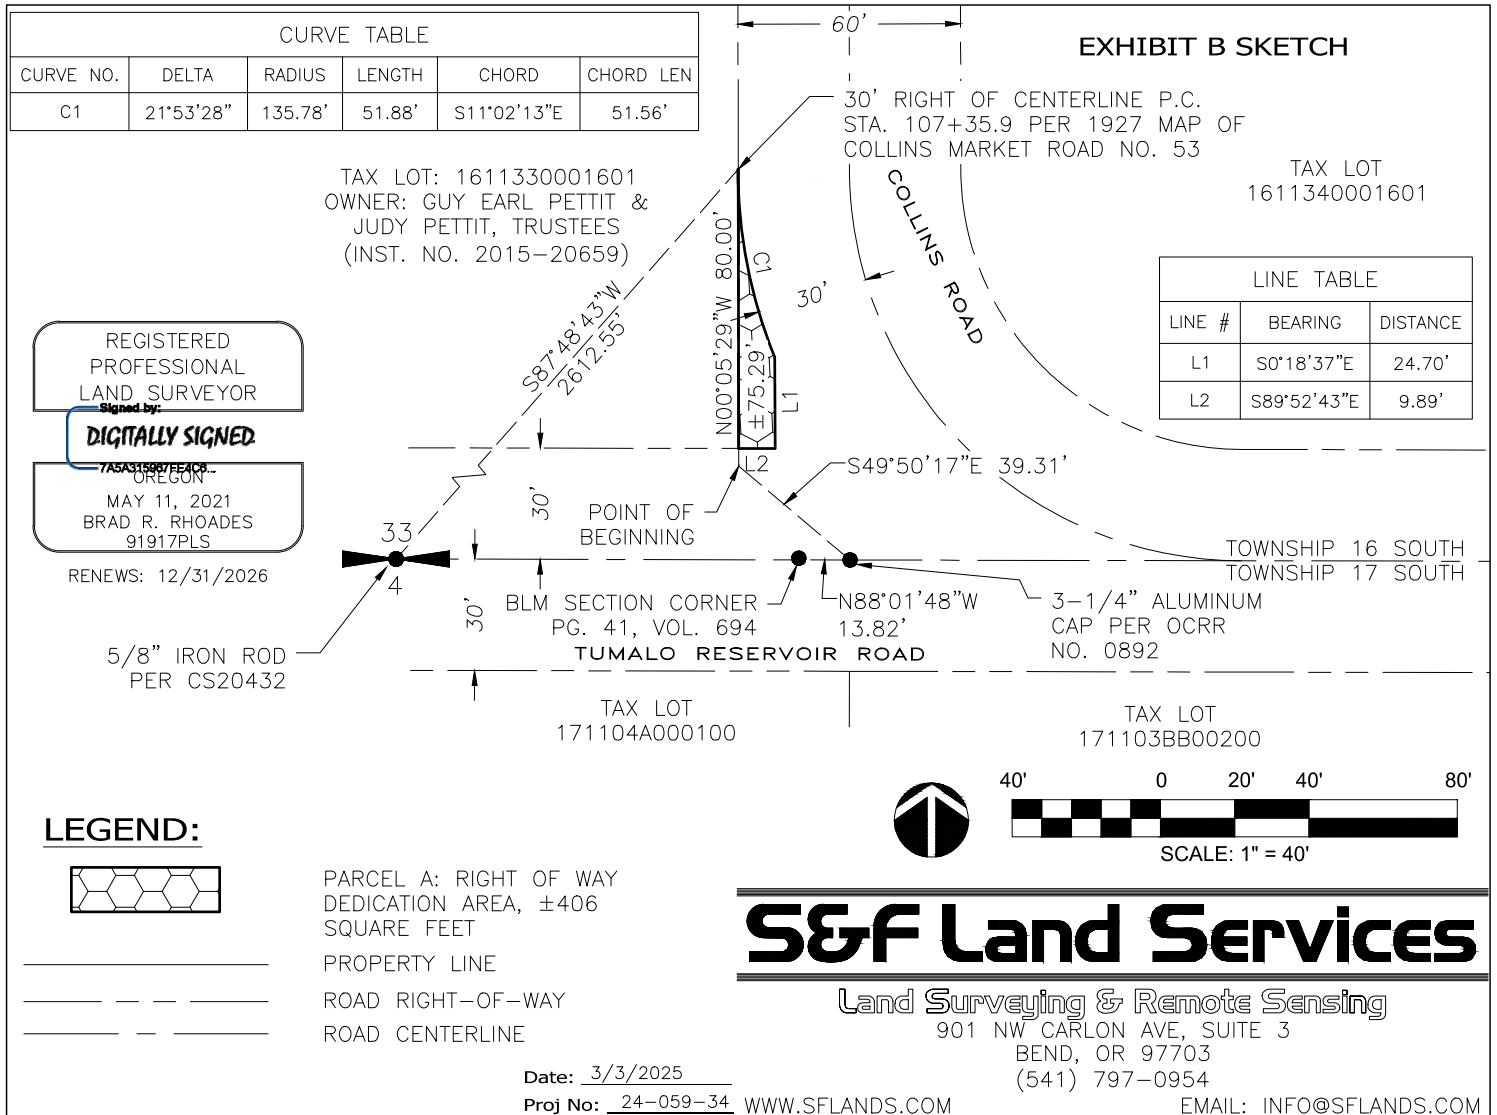 CURVE TABLE
CURVE NO. DELTA RADIUS LENGTH CHORD CHORD LEN
C1 21°53'28" 135.78' 51.88' S11°02'13"E 51.56'
60'
EXHIBIT B SKETCH
30' RIGHT OF CENTERLINE P.C.
STA. 107+35.9 PER 1927 MAP OF
COLLINS MARKET ROAD NO. 53
TAX LOT
1611340001601
TAX LOT: 1611330001601
OWNER: GUY EARL PETTIT &
JUDY PETTIT, TRUSTEES
(INST. NO. 2015-20659)
COLLINS ROAD
N00°05'29"W 80.00'
C1
30'
±75.29'
L1
L2
S87°48'43"W
2612.55'
LINE TABLE
LINE # BEARING DISTANCE
L1 S0°18'37"E 24.70'
L2 S89°52'43"E 9.89'
REGISTERED
PROFESSIONAL
LAND SURVEYOR
Signed by:
DIGITALLY SIGNED
7A5A315967FE4C6...
OREGON
MAY 11, 2021
BRAD R. RHOADES
91917PLS
RENEWS: 12/31/2026
S49°50'17"E 39.31'
POINT OF
BEGINNING
30'
30'
33
4
TOWNSHIP 16 SOUTH
TOWNSHIP 17 SOUTH
BLM SECTION CORNER
PG. 41, VOL. 694
N88°01'48"W
13.82'
3-1/4" ALUMINUM
CAP PER OCRR
NO. 0892
5/8" IRON ROD
PER CS20432
TUMALO RESERVOIR ROAD
TAX LOT
171104A000100
TAX LOT
171103BB00200
40' 0 20' 40' 80'
SCALE: 1" = 40'
LEGEND:
PARCEL A: RIGHT OF WAY
DEDICATION AREA, ±406
SQUARE FEET
PROPERTY LINE
ROAD RIGHT-OF-WAY
ROAD CENTERLINE
S&F Land Services
Land Surveying & Remote Sensing
901 NW CARLON AVE, SUITE 3
BEND, OR 97703
(541) 797-0954
Date: 3/3/2025
Proj No: 24-059-34
WWW.SFLANDS.COM EMAIL: INFO@SFLANDS.COM